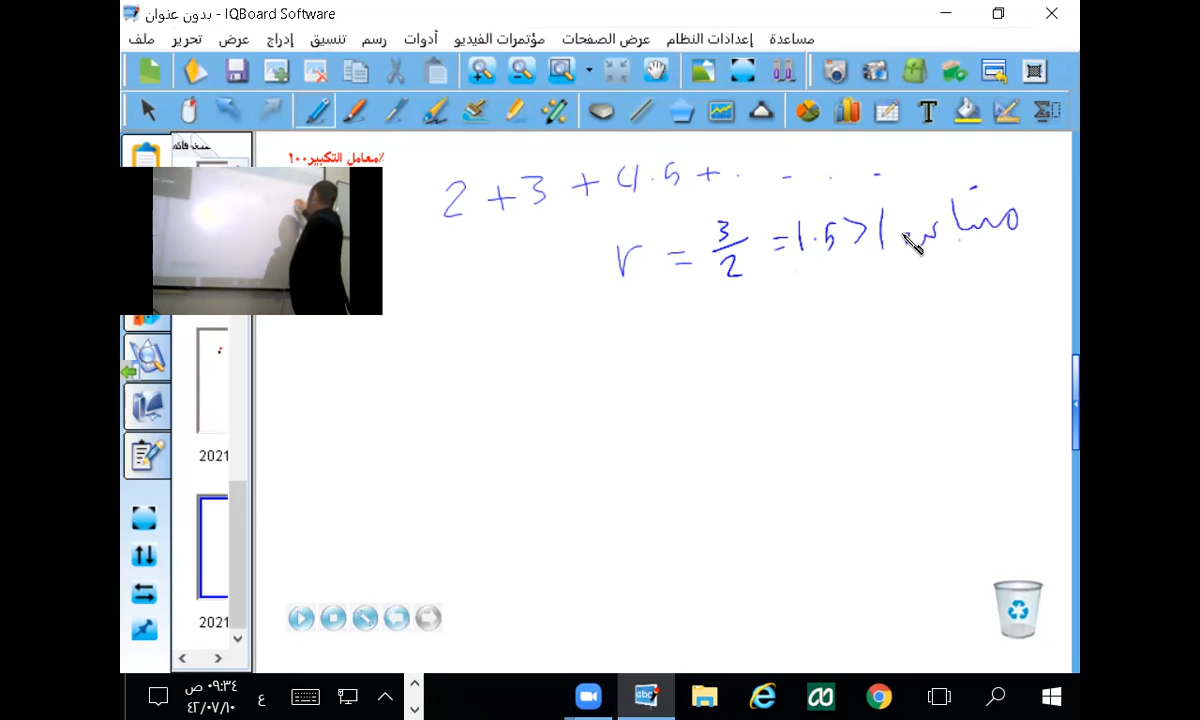 بدون عنوان - IQBoard Software
ملف تحرير عرض إدراج تنسيق رسم أدوات مؤتمرات الفيديو عرض الصفحات إعدادات النظام مساعدة
معامل التكبير١٠٠٪
2 + 3 + 4.5 + . . . .
r = 3/2 = 1.5 > 1
2021
2021
٠٩:٣٤ ص
٤٢/٠٧/١٠
ع